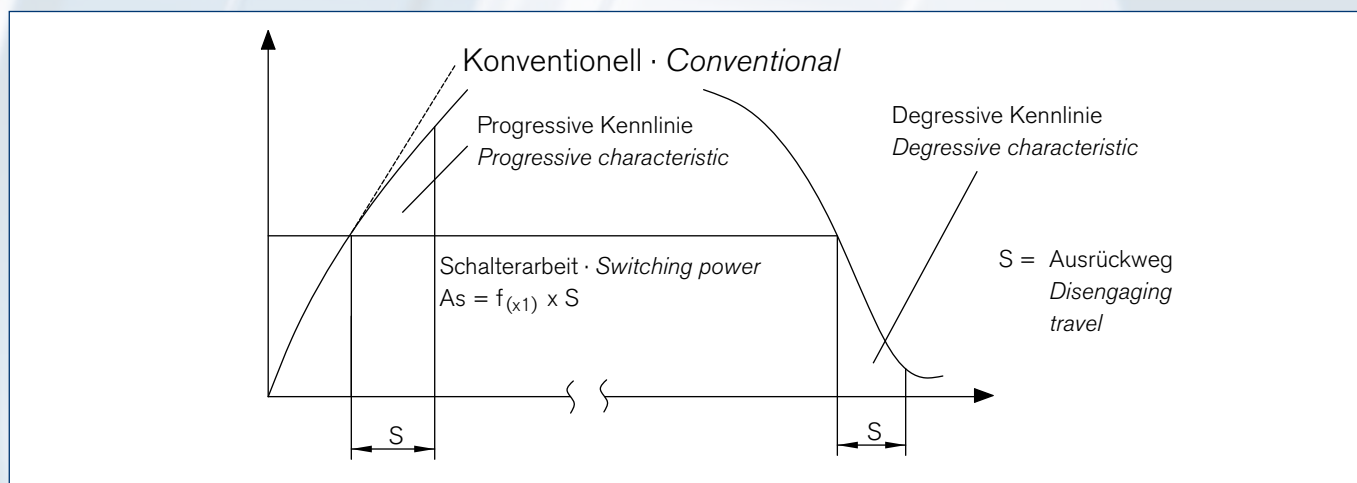 Konventionell · Conventional
Progressive Kennlinie
Progressive characteristic
Degressive Kennlinie
Degressive characteristic
Schalterarbeit · Switching power
As = f(x1) x S
S = Ausrückweg
Disengaging
travel
S
S